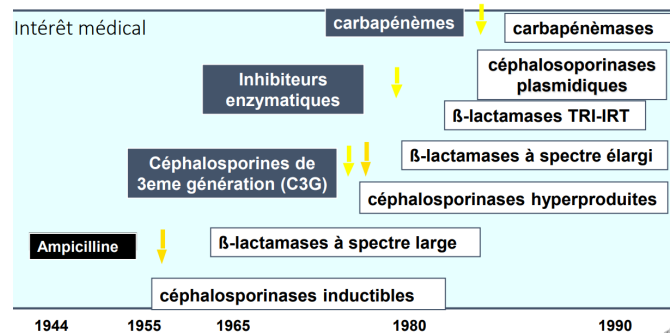 Intérêt médical
carbapénèmes
carbapénèmases
céphalosoporinases
plasmidiques
Inhibiteurs
enzymatiques
ß-lactamases TRI-IRT
ß-lactamases à spectre élargi
Céphalosporines de
3eme génération (C3G)
céphalosporinases hyperproduites
Ampicilline
ß-lactamases à spectre large
céphalosporinases inductibles
1944 1955 1965 1980 1990